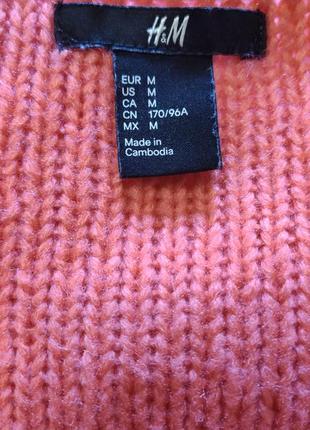 H&M
EUR M
US M
CA M
CN 170/96A
MX M
Made in
Cambodia